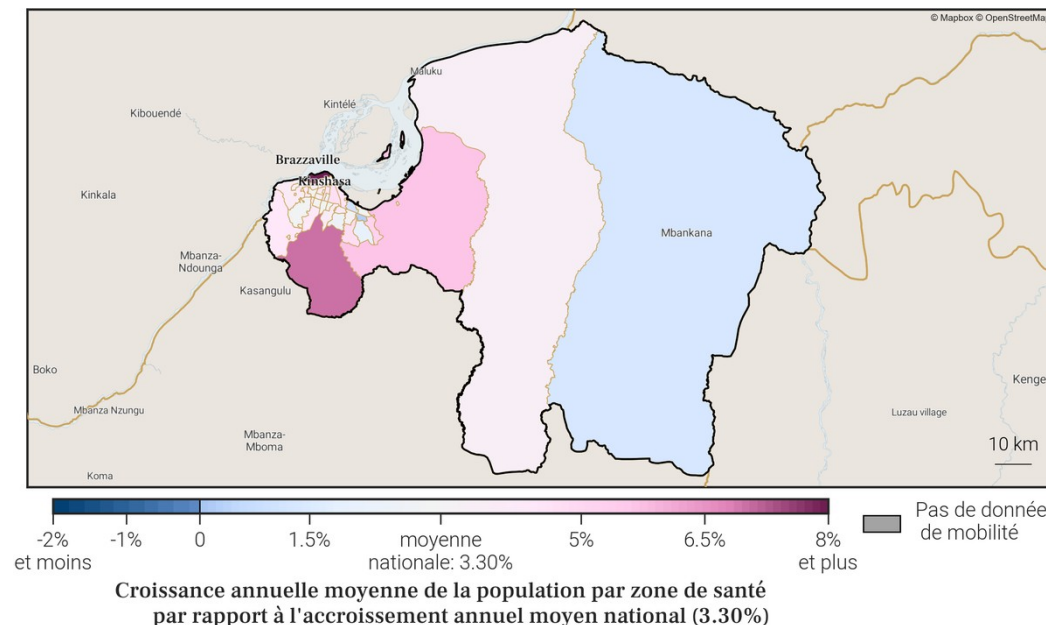 © Mapbox © OpenStreetMap
Maluku
Kintélé
Kibouendé
Brazzaville
Kinshasa
Kinkala
Mbankana
Mbanza-
Ndounga
Kasangulu
Boko
Kenge
Mbanza Nzungu
Luzau village
Mbanza-
Mboma
10 km
Koma
-2%
et moins
-1%
0
1.5%
moyenne
nationale: 3.30%
5%
6.5%
8%
et plus
Pas de donnée
de mobilité
Croissance annuelle moyenne de la population par zone de santé
par rapport à l'accroissement annuel moyen national (3.30%)